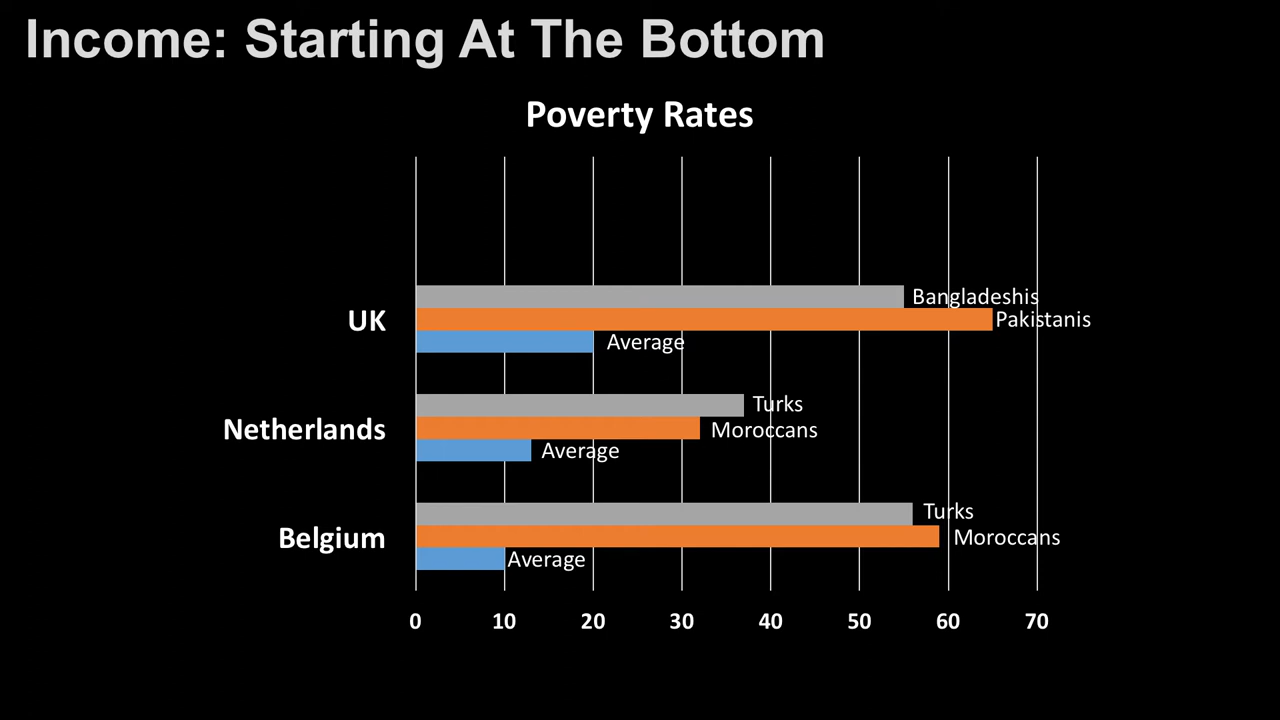 Income: Starting At The Bottom
Poverty Rates
Bangladeshis
UK
Pakistanis
Average
Turks
Netherlands
Moroccans
Average
Turks
Belgium
Moroccans
Average
0 10 20 30 40 50 60 70